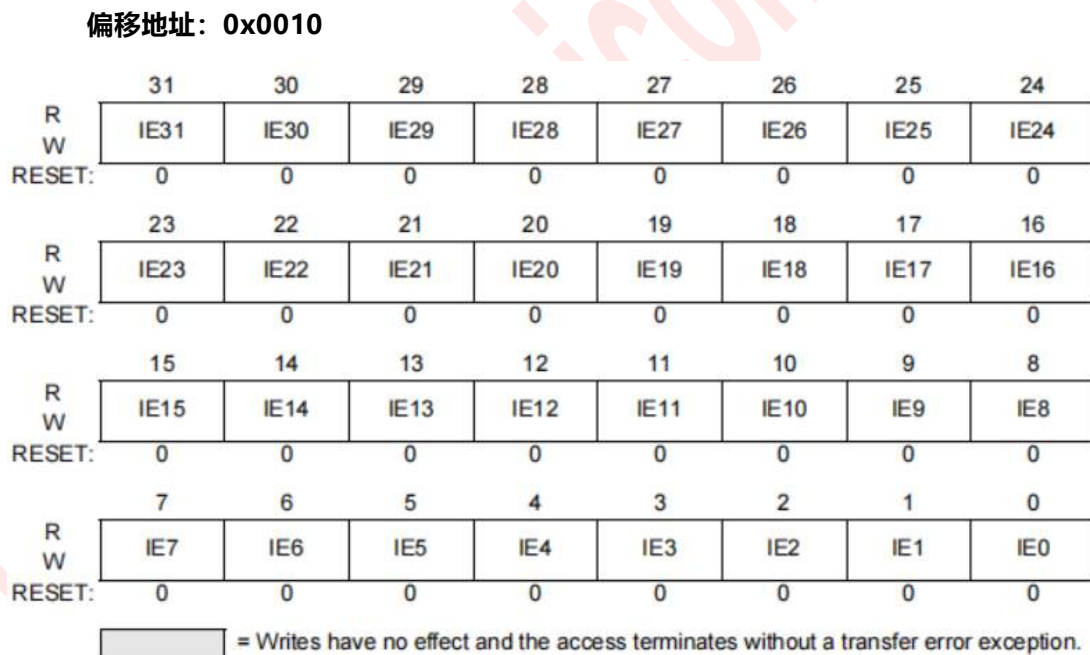 偏移地址：0x0010
31 30 29 28 27 26 25 24
R
W
IE31 IE30 IE29 IE28 IE27 IE26 IE25 IE24
RESET: 0 0 0 0 0 0 0 0
23 22 21 20 19 18 17 16
R
W
IE23 IE22 IE21 IE20 IE19 IE18 IE17 IE16
RESET: 0 0 0 0 0 0 0 0
15 14 13 12 11 10 9 8
R
W
IE15 IE14 IE13 IE12 IE11 IE10 IE9 IE8
RESET: 0 0 0 0 0 0 0 0
7 6 5 4 3 2 1 0
R
W
IE7 IE6 IE5 IE4 IE3 IE2 IE1 IE0
RESET: 0 0 0 0 0 0 0 0
= Writes have no effect and the access terminates without a transfer error exception.